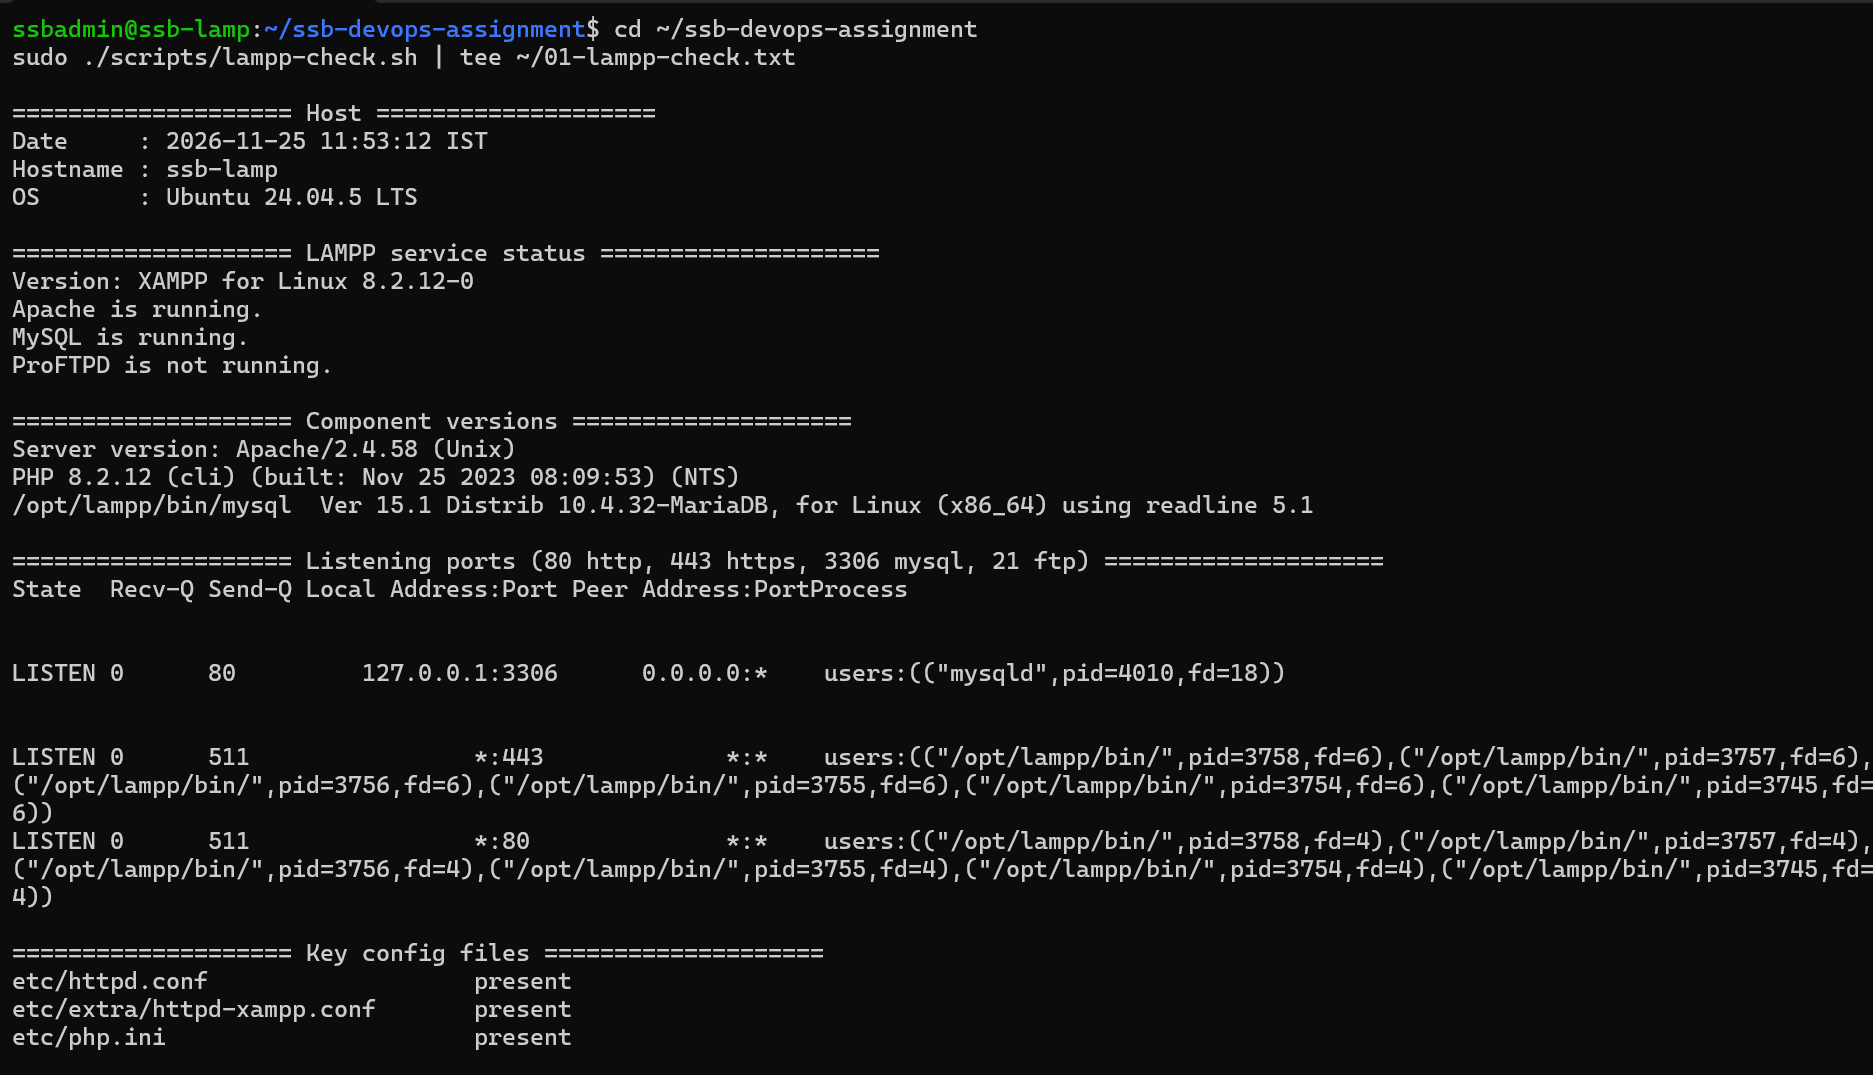 ssbadmin@ssb-lamp:~/ssb-devops-assignment$ cd ~/ssb-devops-assignment
sudo ./scripts/lampp-check.sh | tee ~/01-lampp-check.txt

==================== Host ====================
Date     : 2026-11-25 11:53:12 IST
Hostname : ssb-lamp
OS       : Ubuntu 24.04.5 LTS

==================== LAMPP service status ====================
Version: XAMPP for Linux 8.2.12-0
Apache is running.
MySQL is running.
ProFTPD is not running.

==================== Component versions ====================
Server version: Apache/2.4.58 (Unix)
PHP 8.2.12 (cli) (built: Nov 25 2023 08:09:53) (NTS)
/opt/lampp/bin/mysql  Ver 15.1 Distrib 10.4.32-MariaDB, for Linux (x86_64) using readline 5.1

==================== Listening ports (80 http, 443 https, 3306 mysql, 21 ftp) ====================
State  Recv-Q Send-Q Local Address:Port Peer Address:PortProcess

LISTEN 0      80         127.0.0.1:3306      0.0.0.0:*    users:(("mysqld",pid=4010,fd=18))

LISTEN 0      511                *:443             *:*    users:(("/opt/lampp/bin/",pid=3758,fd=6),("/opt/lampp/bin/",pid=3757,fd=6),
("/opt/lampp/bin/",pid=3756,fd=6),("/opt/lampp/bin/",pid=3755,fd=6),("/opt/lampp/bin/",pid=3754,fd=6),("/opt/lampp/bin/",pid=3745,fd=
6))
LISTEN 0      511                *:80              *:*    users:(("/opt/lampp/bin/",pid=3758,fd=4),("/opt/lampp/bin/",pid=3757,fd=4),
("/opt/lampp/bin/",pid=3756,fd=4),("/opt/lampp/bin/",pid=3755,fd=4),("/opt/lampp/bin/",pid=3754,fd=4),("/opt/lampp/bin/",pid=3745,fd=
4))

==================== Key config files ====================
etc/httpd.conf                   present
etc/extra/httpd-xampp.conf       present
etc/php.ini                      present